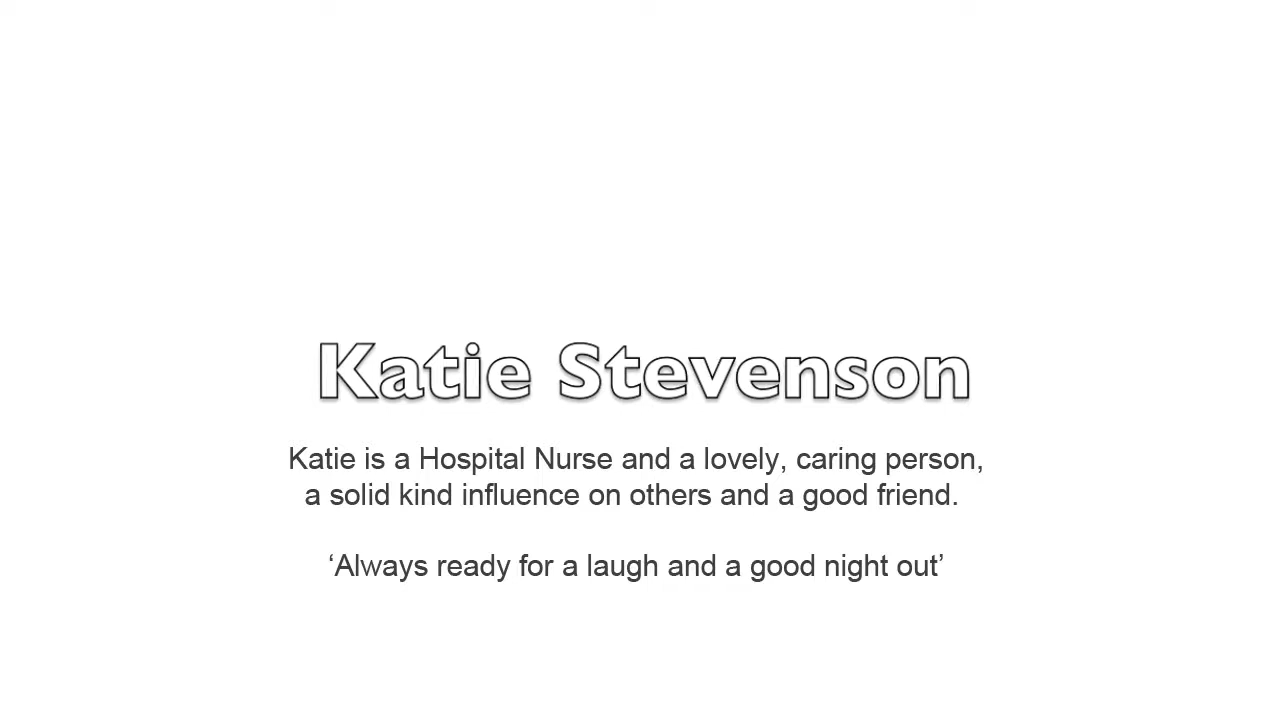 Katie Stevenson
Katie is a Hospital Nurse and a lovely, caring person,
a solid kind influence on others and a good friend.
‘Always ready for a laugh and a good night out’